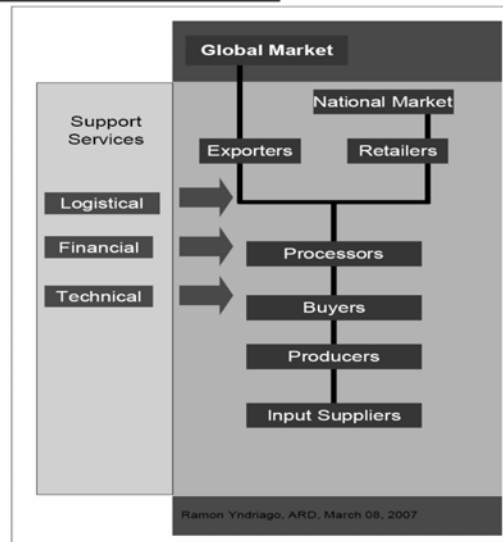 Global Market
National Market
Support
Services
Exporters
Retailers
Logistical
Financial
Processors
Technical
Buyers
Producers
Input Suppliers
Ramon Yndriago, ARD, March 08, 2007